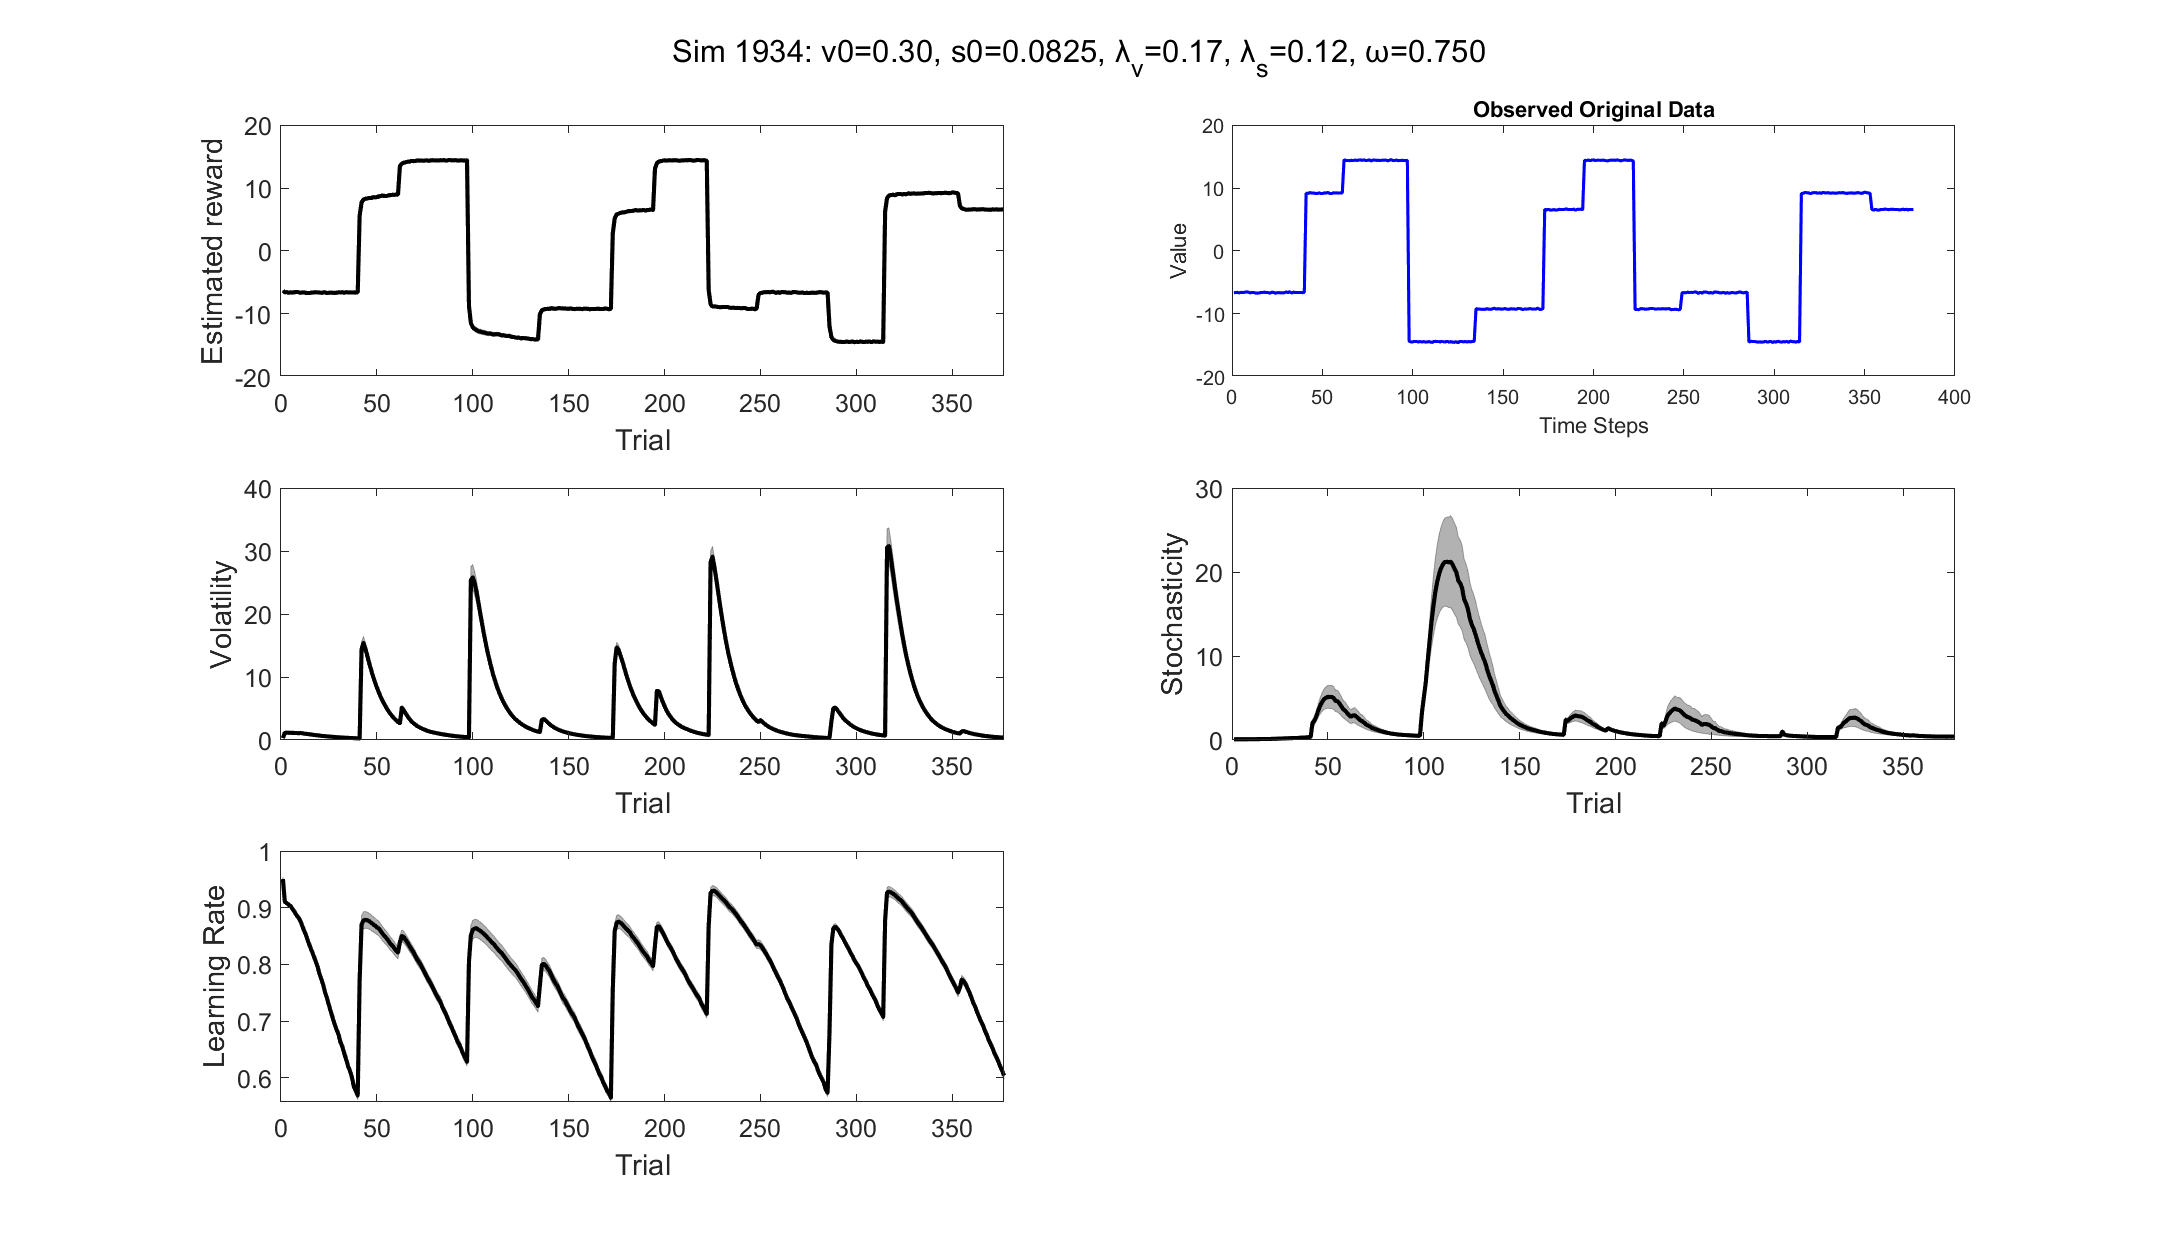 Sim 1934: v0=0.30, s0=0.0825, λv=0.17, λs=0.12, ω=0.750
20
10
0
-10
-20
Estimated reward
0 50 100 150 200 250 300 350
Trial
Observed Original Data
20
10
0
-10
-20
Value
0 50 100 150 200 250 300 350 400
Time Steps
40
30
20
10
0
Volatility
0 50 100 150 200 250 300 350
Trial
30
20
10
0
Stochasticity
0 50 100 150 200 250 300 350
Trial
1
0.9
0.8
0.7
0.6
Learning Rate
0 50 100 150 200 250 300 350
Trial